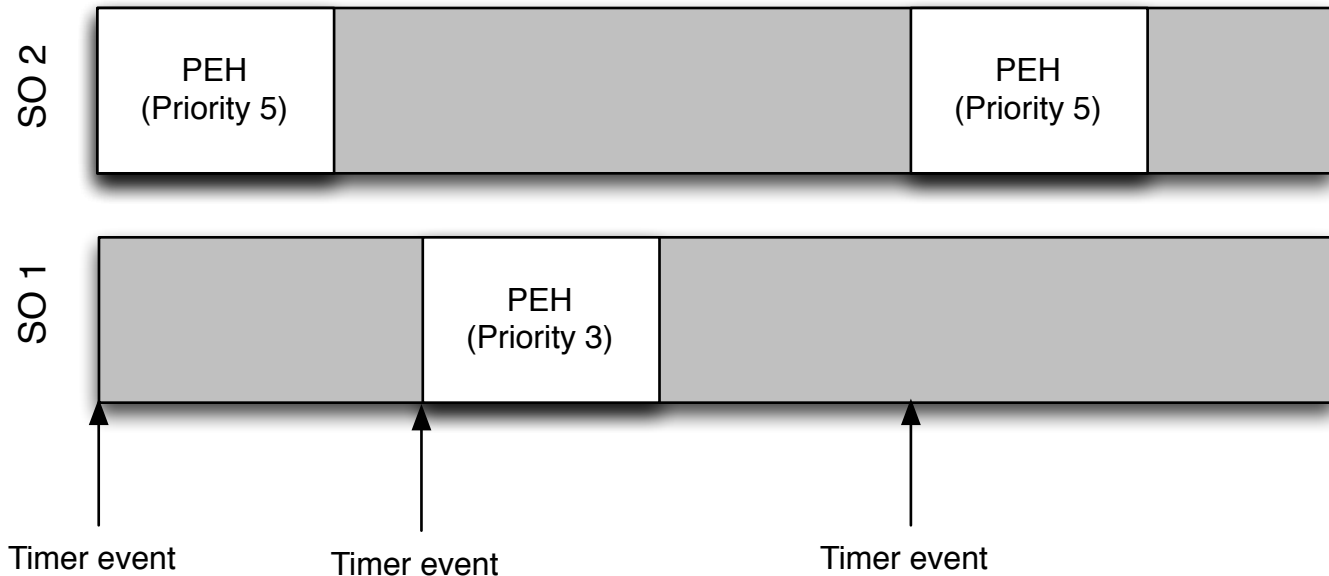 SO 2
PEH
(Priority 5)
PEH
(Priority 5)
SO 1
PEH
(Priority 3)
Timer event
Timer event
Timer event